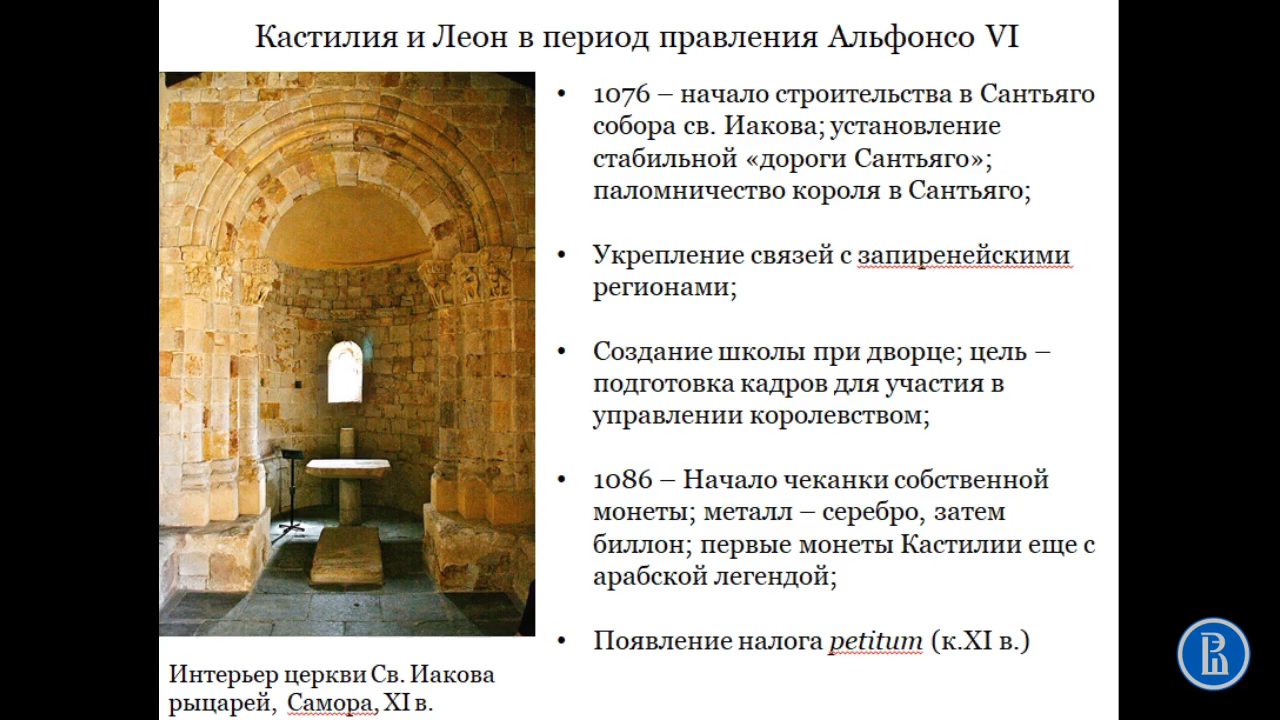 Кастилия и Леон в период правления Альфонсо VI
• 1076 – начало строительства в Сантьяго
собора св. Иакова; установление
стабильной «дороги Сантьяго»;
паломничество короля в Сантьяго;
• Укрепление связей с запиренейскими
регионами;
• Создание школы при дворце; цель –
подготовка кадров для участия в
управлении королевством;
• 1086 – Начало чеканки собственной
монеты; металл – серебро, затем
биллон; первые монеты Кастилии еще с
арабской легендой;
• Появление налога petitum (к.XI в.)
Интерьер церкви Св. Иакова
рыцарей, Самора, XI в.